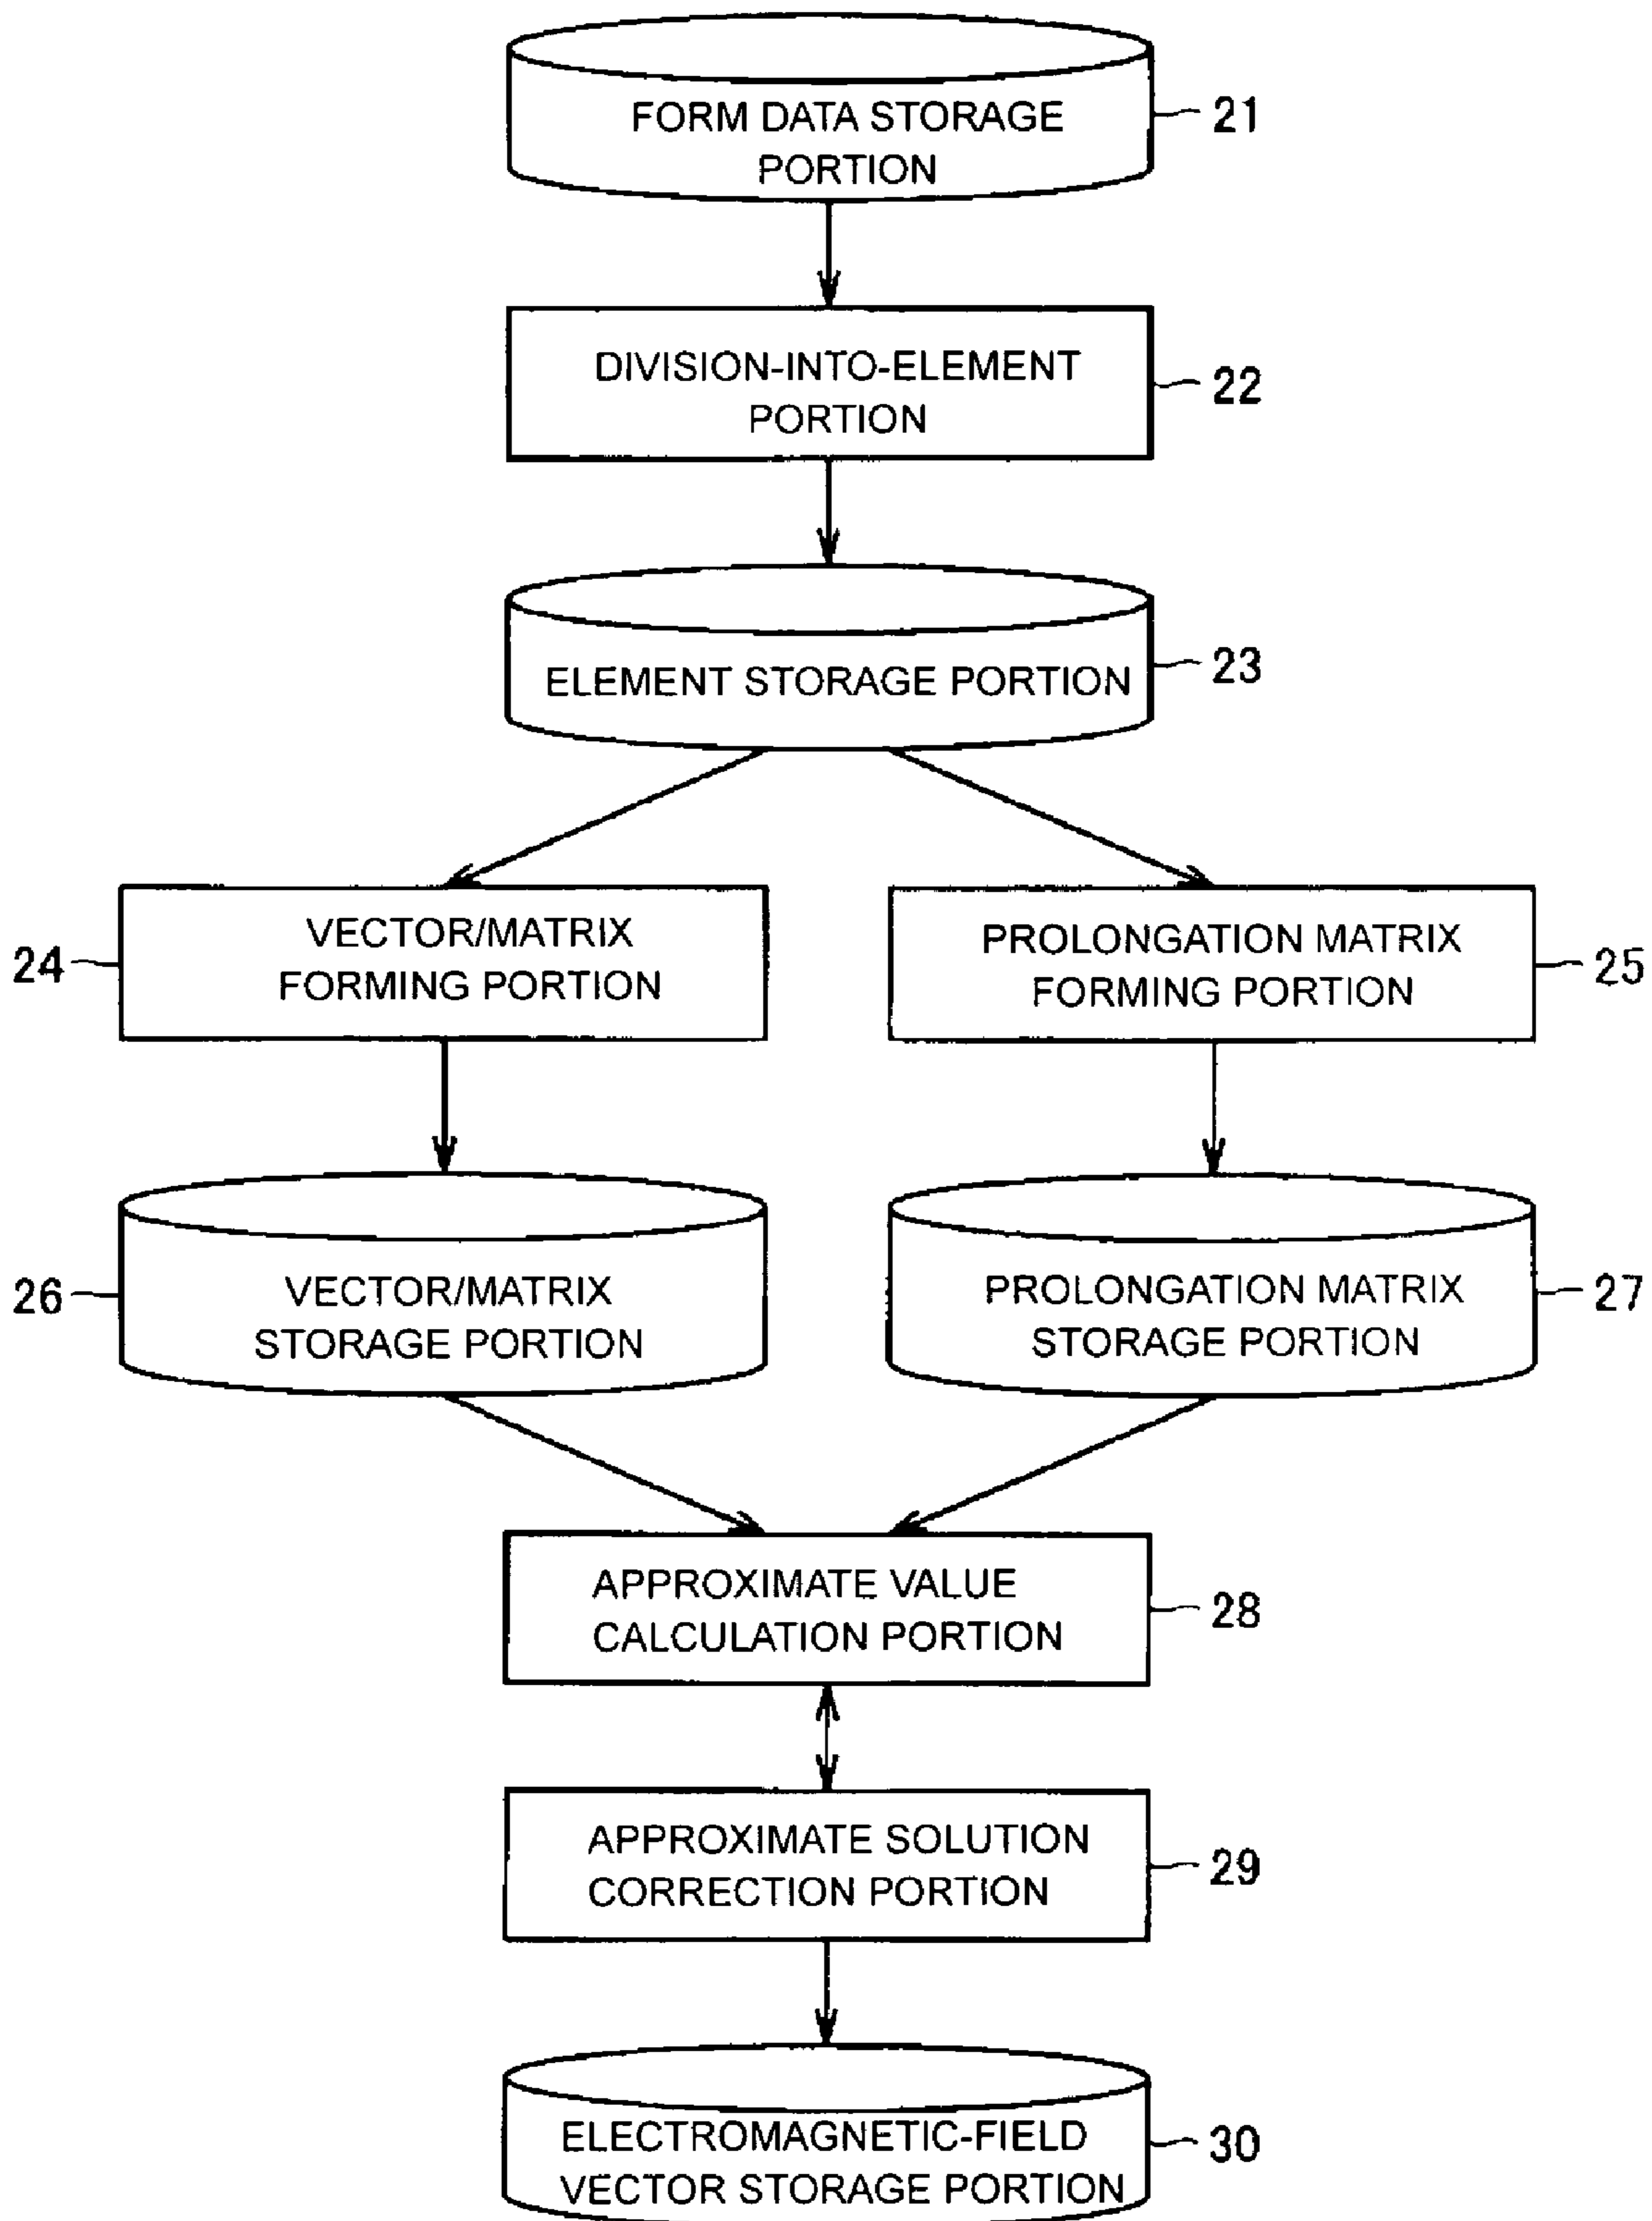 FORM DATA STORAGE
PORTION
21
DIVISION-INTO-ELEMENT
PORTION
22
ELEMENT STORAGE PORTION
23
24
VECTOR/MATRIX
FORMING PORTION
PROLONGATION MATRIX
FORMING PORTION
25
26
VECTOR/MATRIX
STORAGE PORTION
PROLONGATION MATRIX
STORAGE PORTION
27
APPROXIMATE VALUE
CALCULATION PORTION
28
APPROXIMATE SOLUTION
CORRECTION PORTION
29
ELECTROMAGNETIC-FIELD
VECTOR STORAGE PORTION
30